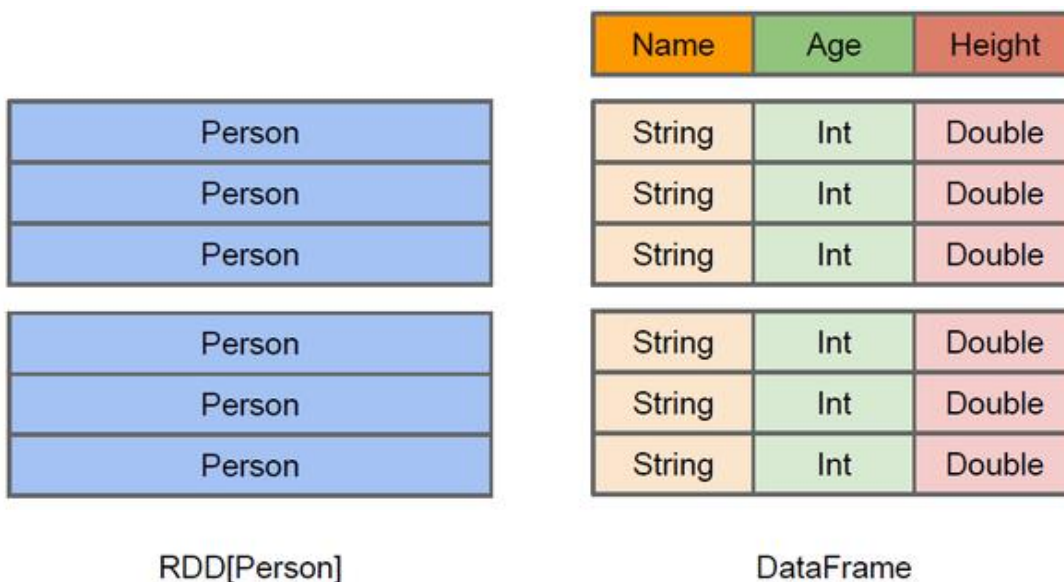 Name Age Height
Person String Int Double
Person String Int Double
Person String Int Double
Person String Int Double
Person String Int Double
Person String Int Double
RDD[Person] DataFrame